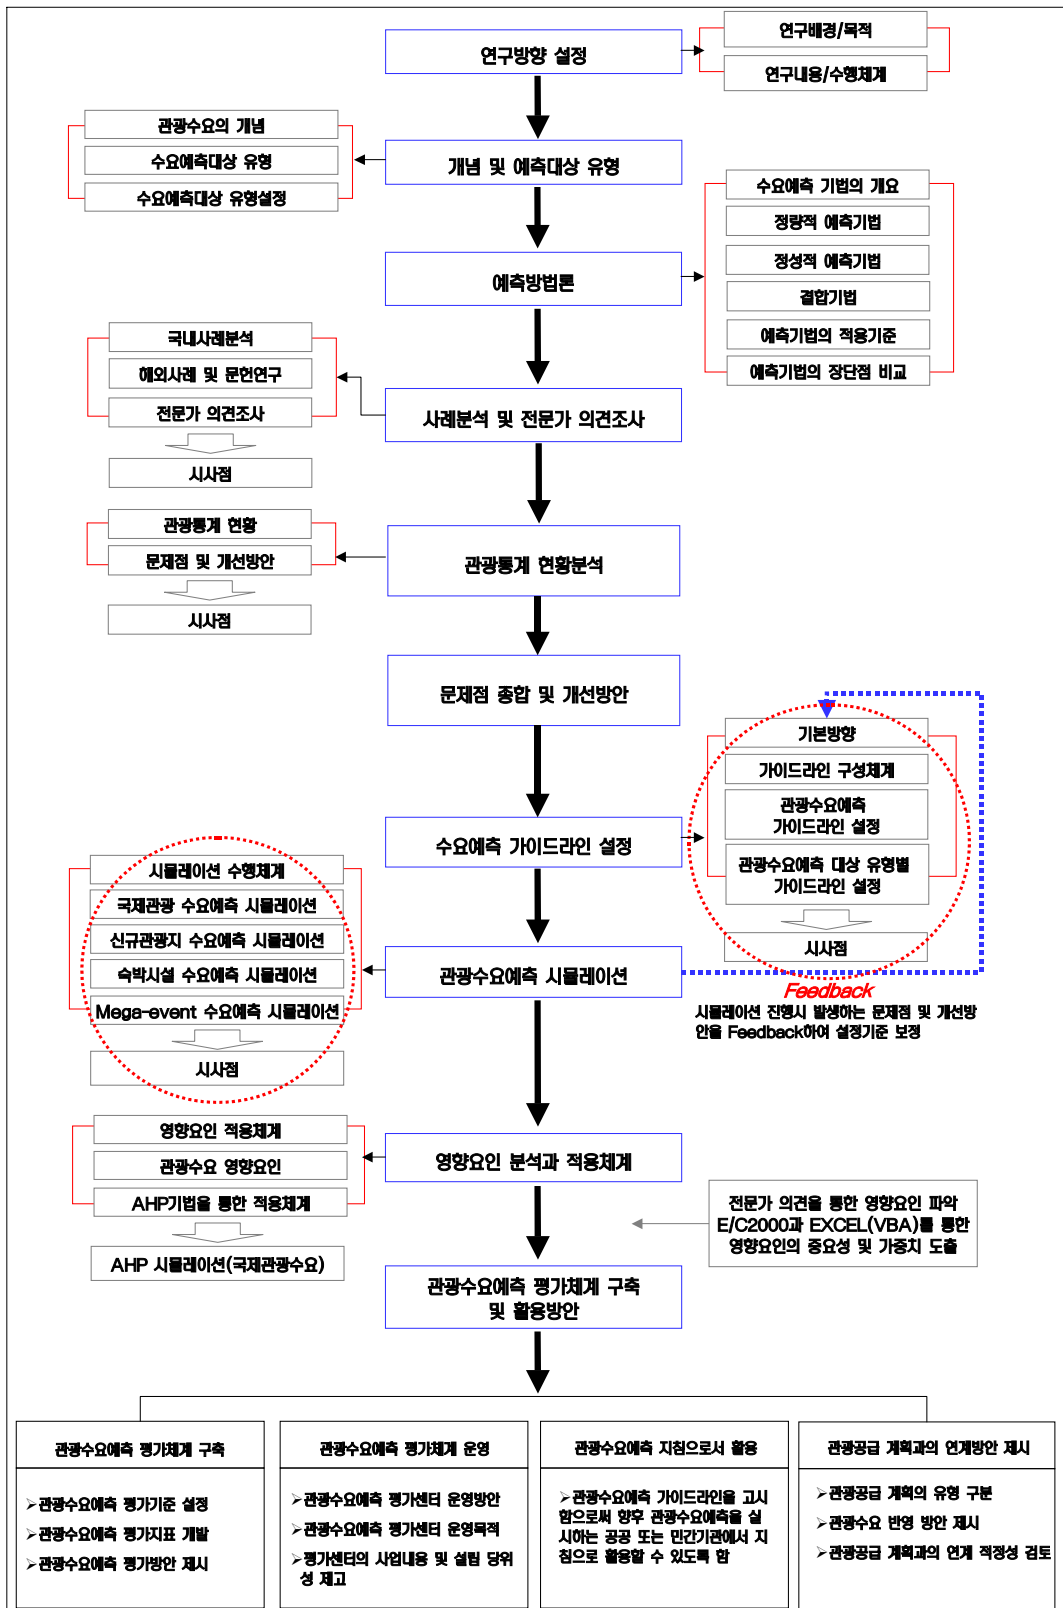 연구방향 설정
연구배경/목적
연구내용/수행체계
개념 및 예측대상 유형
관광수요의 개념
수요예측대상 유형
수요예측대상 유형설정
예측방법론
수요예측 기법의 개요
정량적 예측기법
정성적 예측기법
결합기법
예측기법의 적용기준
예측기법의 장단점 비교
사례분석 및 전문가 의견조사
국내사례분석
해외사례 및 문헌연구
전문가 의견조사
시사점
관광통계 현황분석
관광통계 현황
문제점 및 개선방안
시사점
문제점 종합 및 개선방안
수요예측 가이드라인 설정
기본방향
가이드라인 구성체계
관광수요예측
가이드라인 설정
관광수요예측 대상 유형별
가이드라인 설정
시사점
관광수요예측 시뮬레이션
시뮬레이션 수행체계
국제관광 수요예측 시뮬레이션
신규관광지 수요예측 시뮬레이션
숙박시설 수요예측 시뮬레이션
Mega-event 수요예측 시뮬레이션
시사점
Feedback
시뮬레이션 진행시 발생하는 문제점 및 개선방
안을 Feedback하여 설정기준 보정
영향요인 분석과 적용체계
영향요인 적용체계
관광수요 영향요인
AHP기법을 통한 적용체계
AHP 시뮬레이션(국제관광수요)
전문가 의견을 통한 영향요인 파악
E/C2000과 EXCEL(VBA)를 통한
영향요인의 중요성 및 가중치 도출
관광수요예측 평가체계 구축
및 활용방안
관광수요예측 평가체계 구축
➢관광수요예측 평가기준 설정
➢관광수요예측 평가지표 개발
➢관광수요예측 평가방안 제시
관광수요예측 평가체계 운영
➢관광수요예측 평가센터 운영방안
➢관광수요예측 평가센터 운영목적
➢평가센터의 사업내용 및 설립 당위
성 제고
관광수요예측 지침으로서 활용
➢관광수요예측 가이드라인을 고시
함으로써 향후 관광수요예측을 실
시하는 공공 또는 민간기관에서 지
침으로 활용할 수 있도록 함
관광공급 계획과의 연계방안 제시
➢관광공급 계획의 유형 구분
➢관광수요 반영 방안 제시
➢관광공급 계획과의 연계 적정성 검토